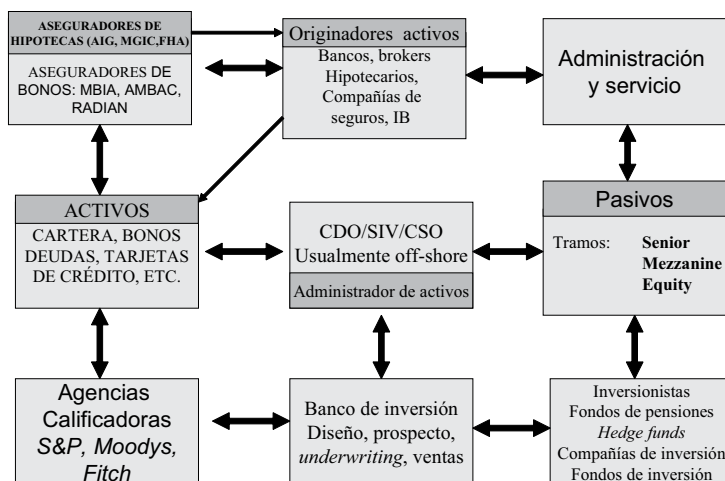 ASEGURADORES DE
HIPOTECAS (AIG, MGIC,FHA)
ASEGURADORES DE
BONOS: MBIA, AMBAC,
RADIAN
Originadores activos
Bancos, brokers
Hipotecarios,
Compañías de
seguros, IB
Administración
y servicio
ACTIVOS
CARTERA, BONOS
DEUDAS, TARJETAS
DE CRÉDITO, ETC.
CDO/SIV/CSO
Usualmente off-shore
Administrador de activos
Pasivos
Tramos: Senior
Mezzanine
Equity
Agencias
Calificadoras
S&P, Moodys,
Fitch
Banco de inversión
Diseño, prospecto,
underwriting, ventas
Inversionistas
Fondos de pensiones
Hedge funds
Compañías de inversión
Fondos de inversión